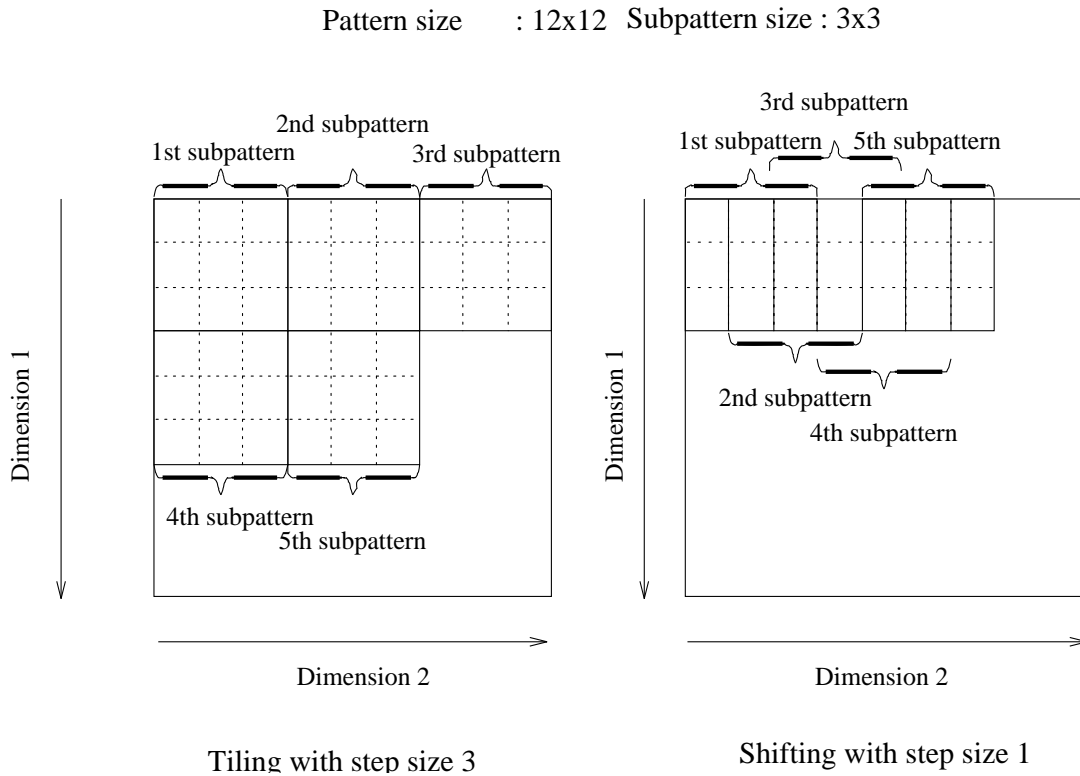 Pattern size : 12x12 Subpattern size : 3x3
2nd subpattern
1st subpattern
3rd subpattern
4th subpattern
5th subpattern
Dimension 1
Dimension 2
Tiling with step size 3
3rd subpattern
1st subpattern
5th subpattern
2nd subpattern
4th subpattern
Dimension 1
Dimension 2
Shifting with step size 1